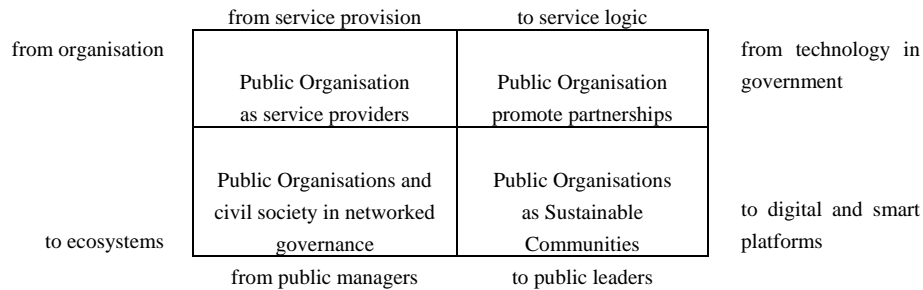 from service provision to service logic
from organisation
Public Organisation
as service providers
Public Organisation
promote partnerships
from technology in
government
to ecosystems
Public Organisations and
civil society in networked
governance
Public Organisations
as Sustainable
Communities
to digital and smart
platforms
from public managers to public leaders